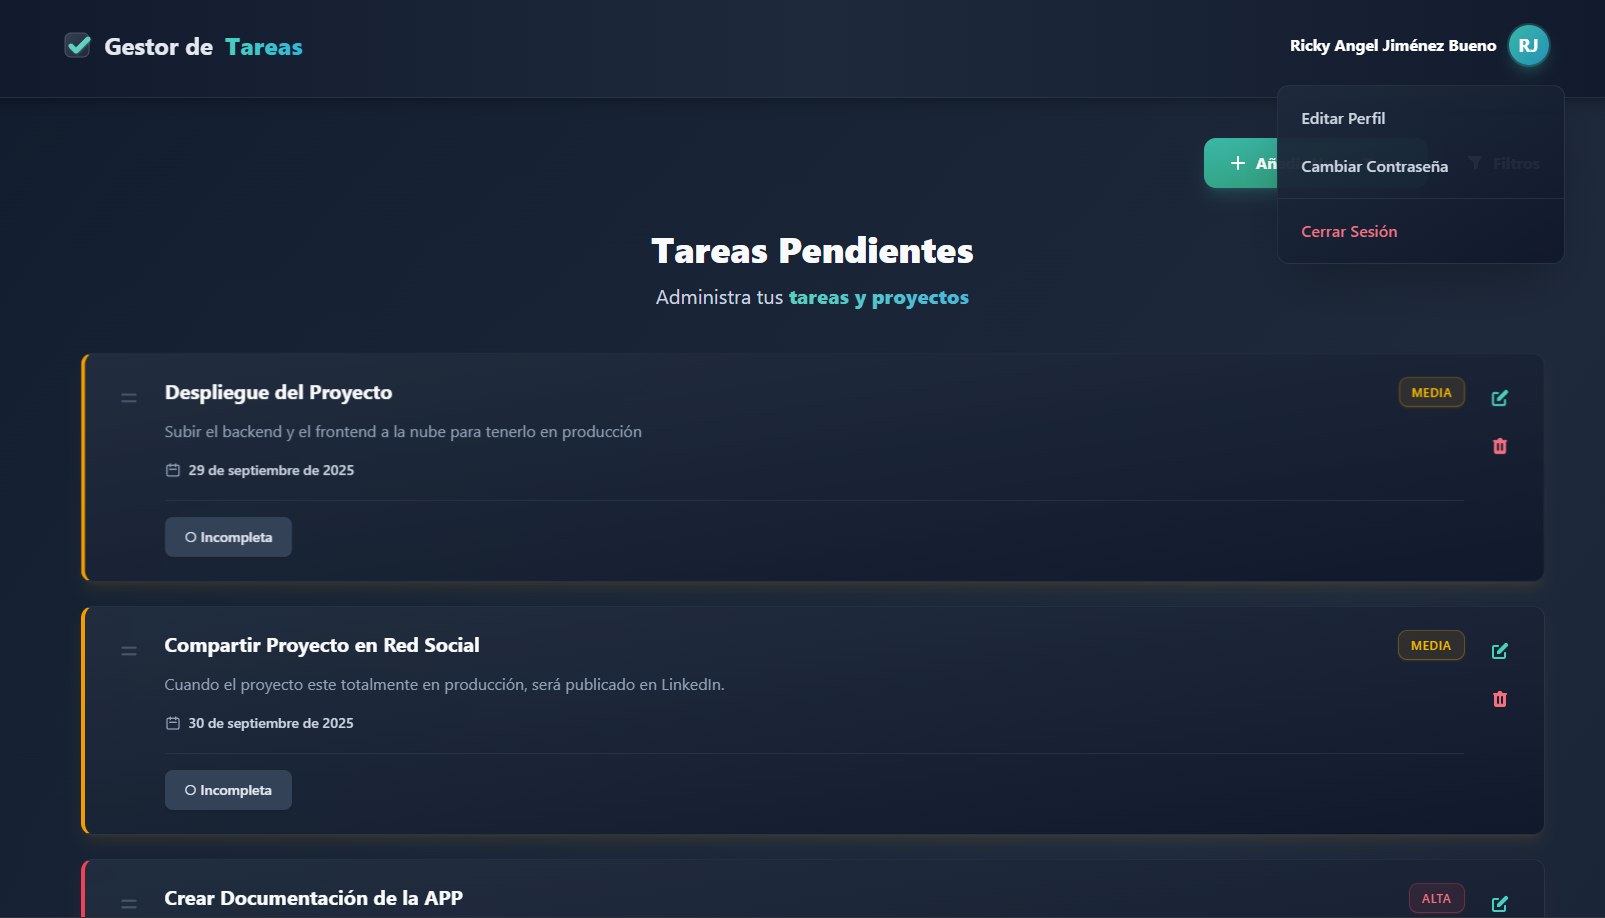 Gestor de Tareas
Ricky Angel Jiménez Bueno
RJ
Editar Perfil
Cambiar Contraseña
Filtros
Cerrar Sesión
Tareas Pendientes
Administra tus tareas y proyectos
Despliegue del Proyecto
MEDIA
Subir el backend y el frontend a la nube para tenerlo en producción
29 de septiembre de 2025
Incompleta
Compartir Proyecto en Red Social
MEDIA
Cuando el proyecto este totalmente en producción, será publicado en LinkedIn.
30 de septiembre de 2025
Incompleta
Crear Documentación de la APP
ALTA